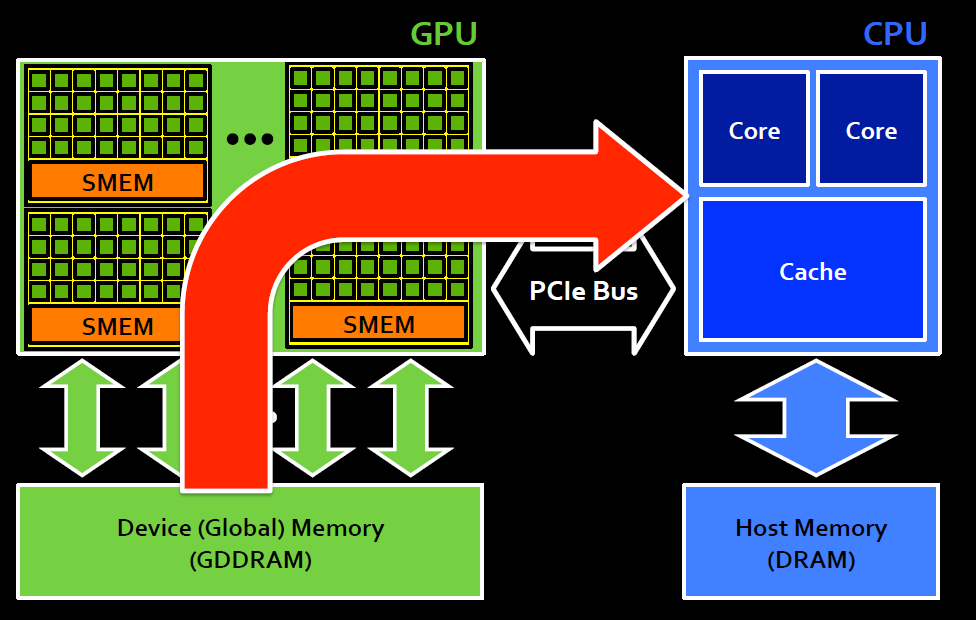 GPU
CPU
...
SMEM
SMEM
SMEM
Core
Core
Cache
PCIe Bus
Device (Global) Memory
(GDDRAM)
Host Memory
(DRAM)